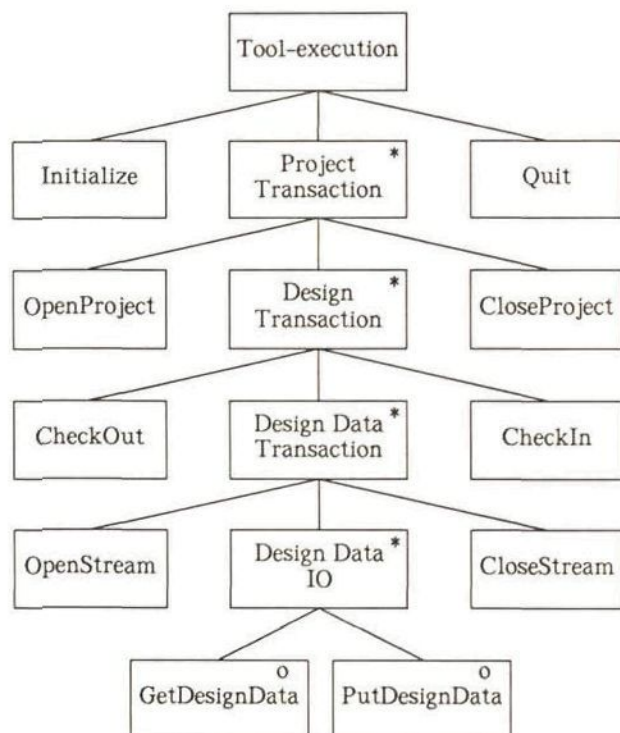 Tool-execution
Initialize
Project *
Transaction
Quit
OpenProject
Design *
Transaction
CloseProject
CheckOut
Design Data *
Transaction
CheckIn
OpenStream
Design Data *
IO
CloseStream
o
GetDesignData
o
PutDesignData